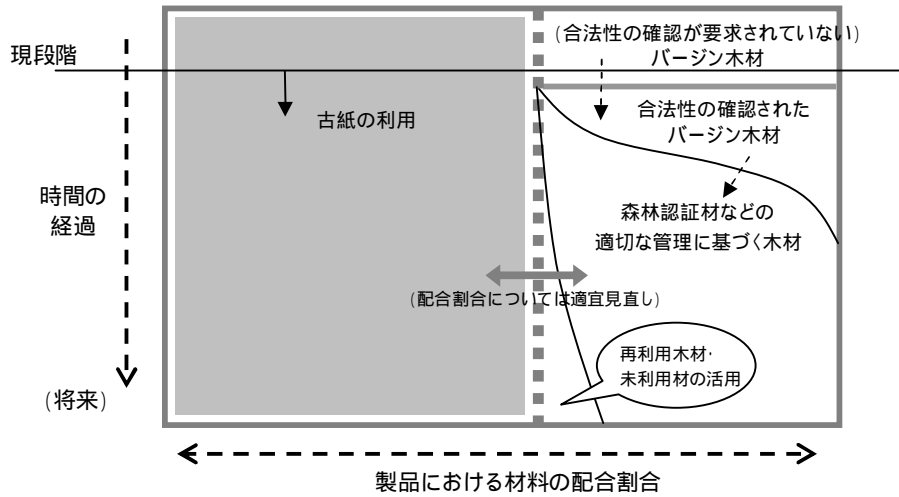 (合法性の確認が要求されていない)
バージン木材
現段階
古紙の利用
合法性の確認された
バージン木材
時間の
経過
森林認証材などの
適切な管理に基づく木材
(配合割合については適宜見直し)
再利用木材・
未利用材の活用
(将来)
製品における材料の配合割合